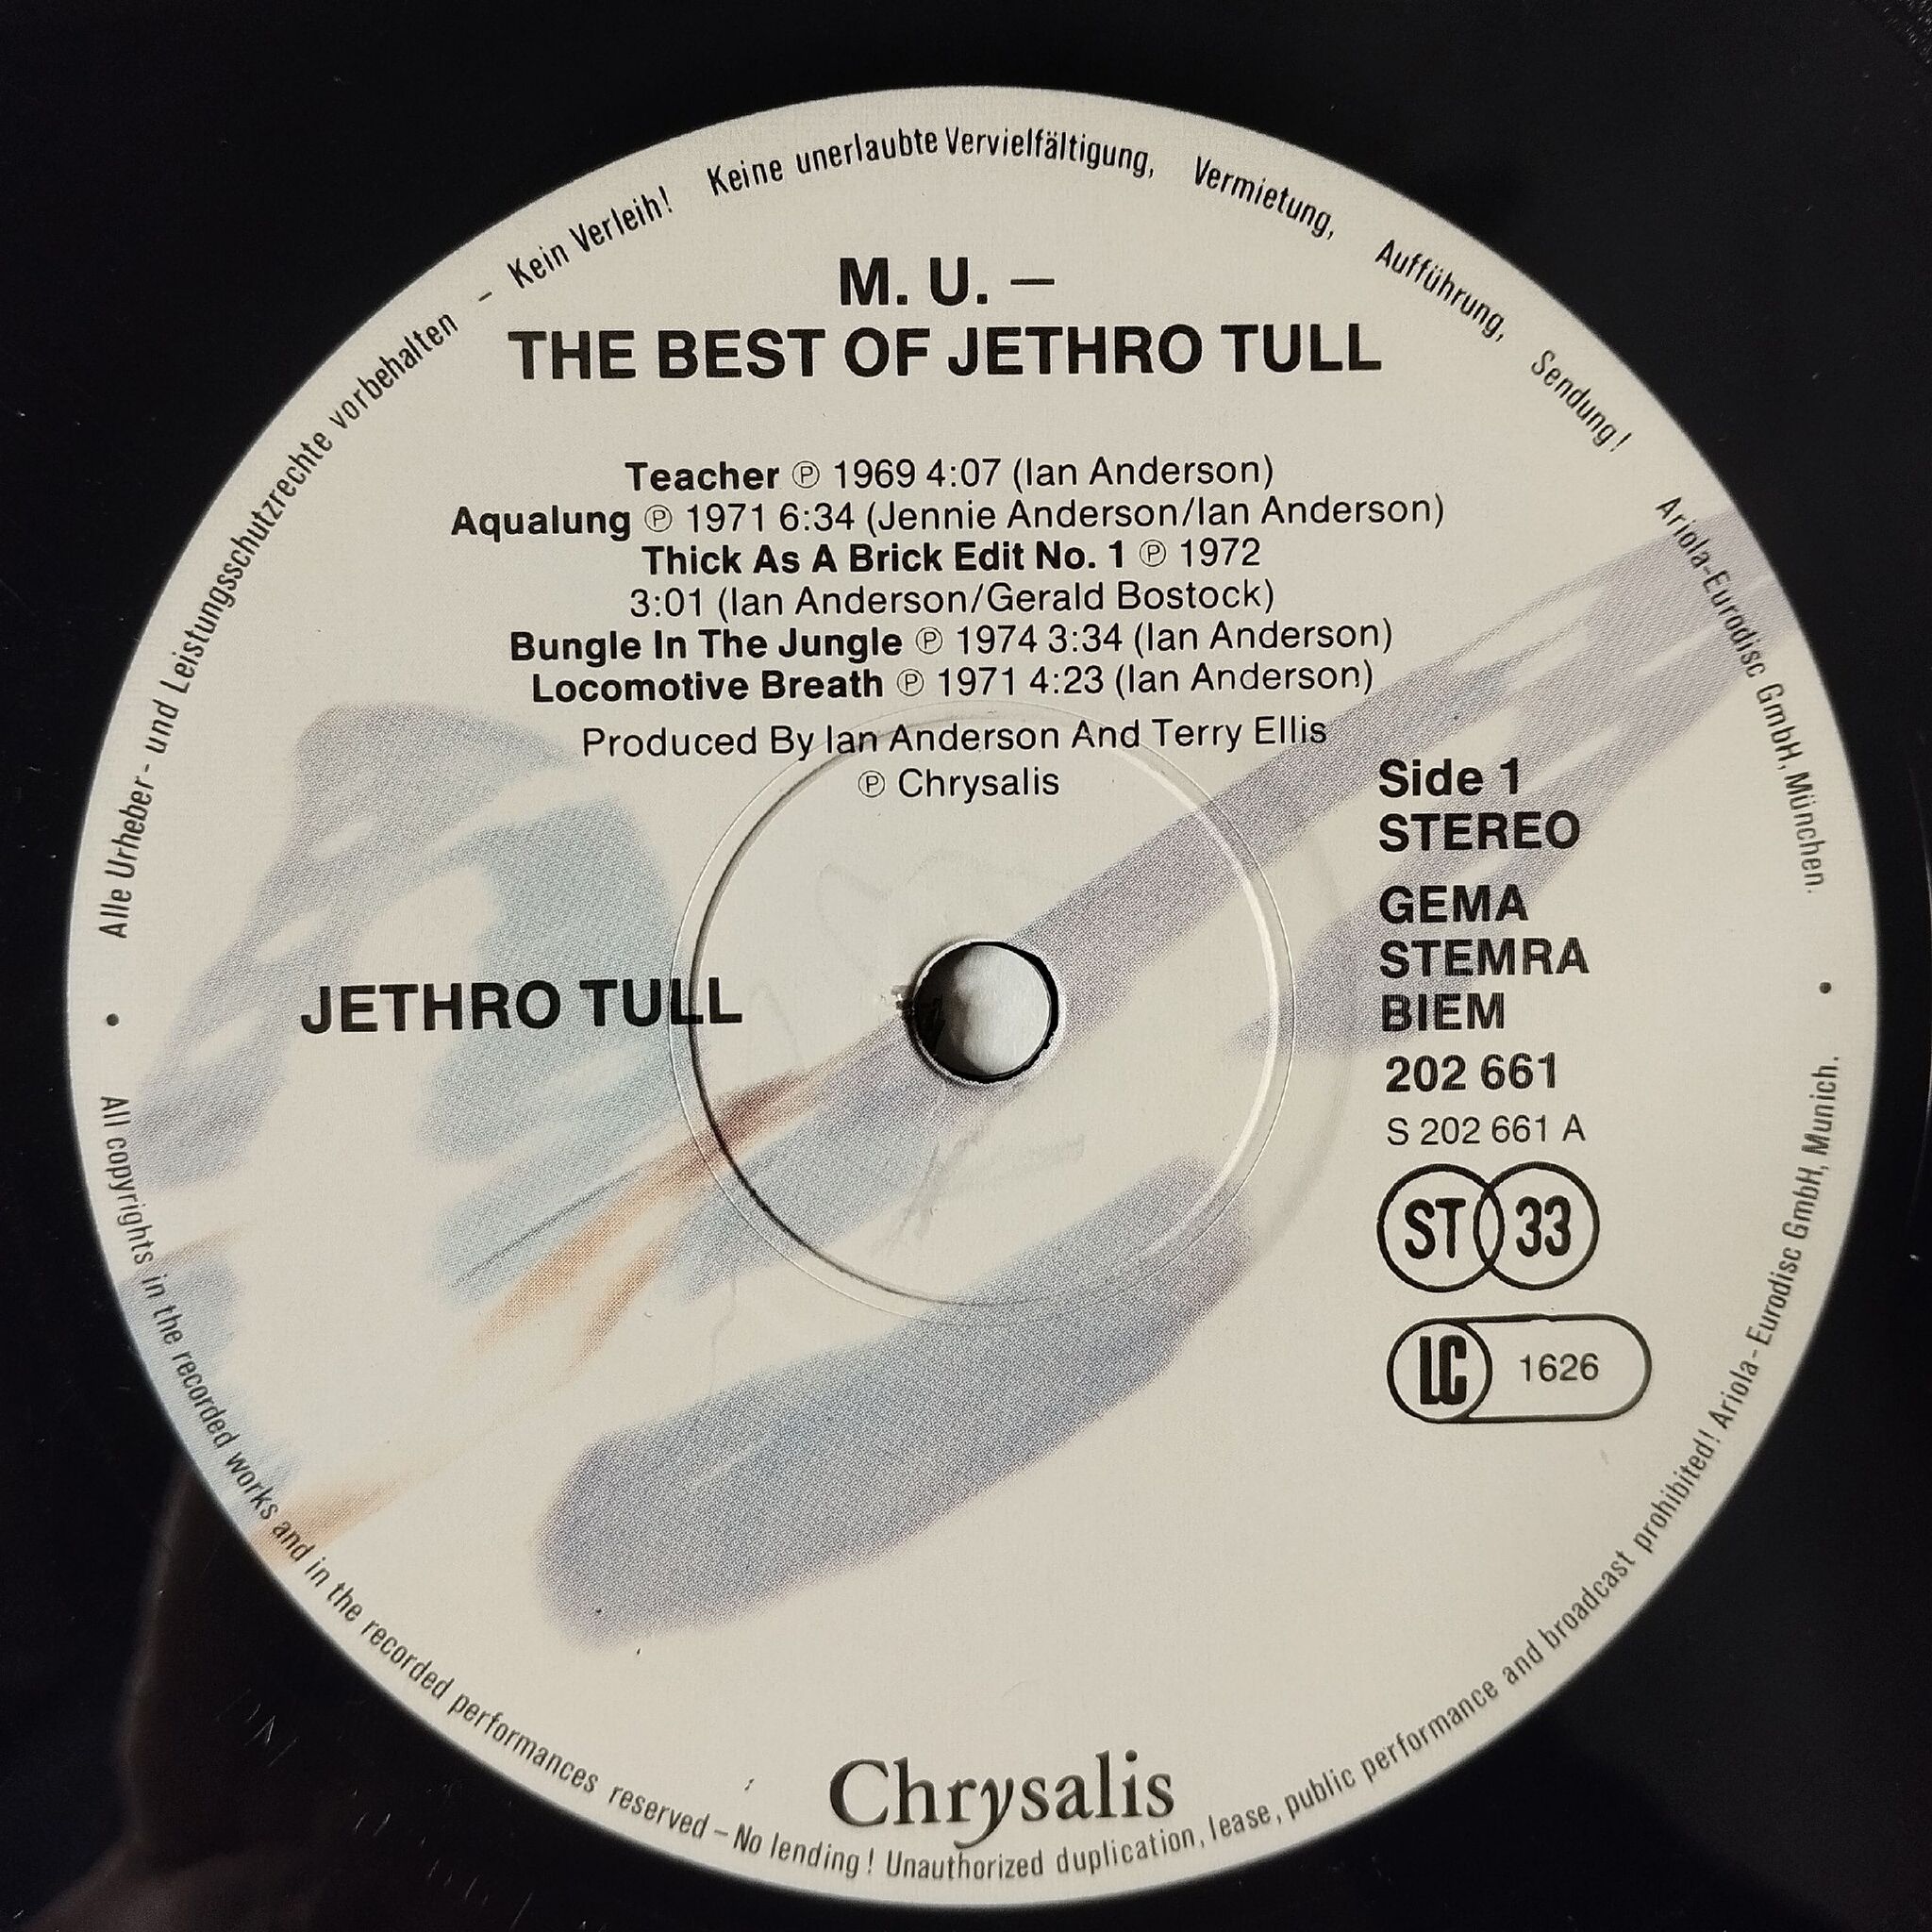 Alle Urheber- und Leistungsschutzrechte vorbehalten – Kein Verleih! Keine unerlaubte Vervielfältigung, Vermietung, Aufführung, Sendung! Ariola-Eurodisc GmbH, München.
M. U. –
THE BEST OF JETHRO TULL
Teacher ℗ 1969 4:07 (Ian Anderson)
Aqualung ℗ 1971 6:34 (Jennie Anderson/Ian Anderson)
Thick As A Brick Edit No. 1 ℗ 1972
3:01 (Ian Anderson/Gerald Bostock)
Bungle In The Jungle ℗ 1974 3:34 (Ian Anderson)
Locomotive Breath ℗ 1971 4:23 (Ian Anderson)
Produced By Ian Anderson And Terry Ellis
℗ Chrysalis
JETHRO TULL
Side 1
STEREO
GEMA
STEMRA
BIEM
202 661
S 202 661 A
ST 33
LC 1626
Chrysalis
All copyrights in the recorded works and in the recorded performances reserved – No lending! Unauthorized duplication, lease, public performance and broadcast prohibited! Ariola-Eurodisc GmbH, Munich.